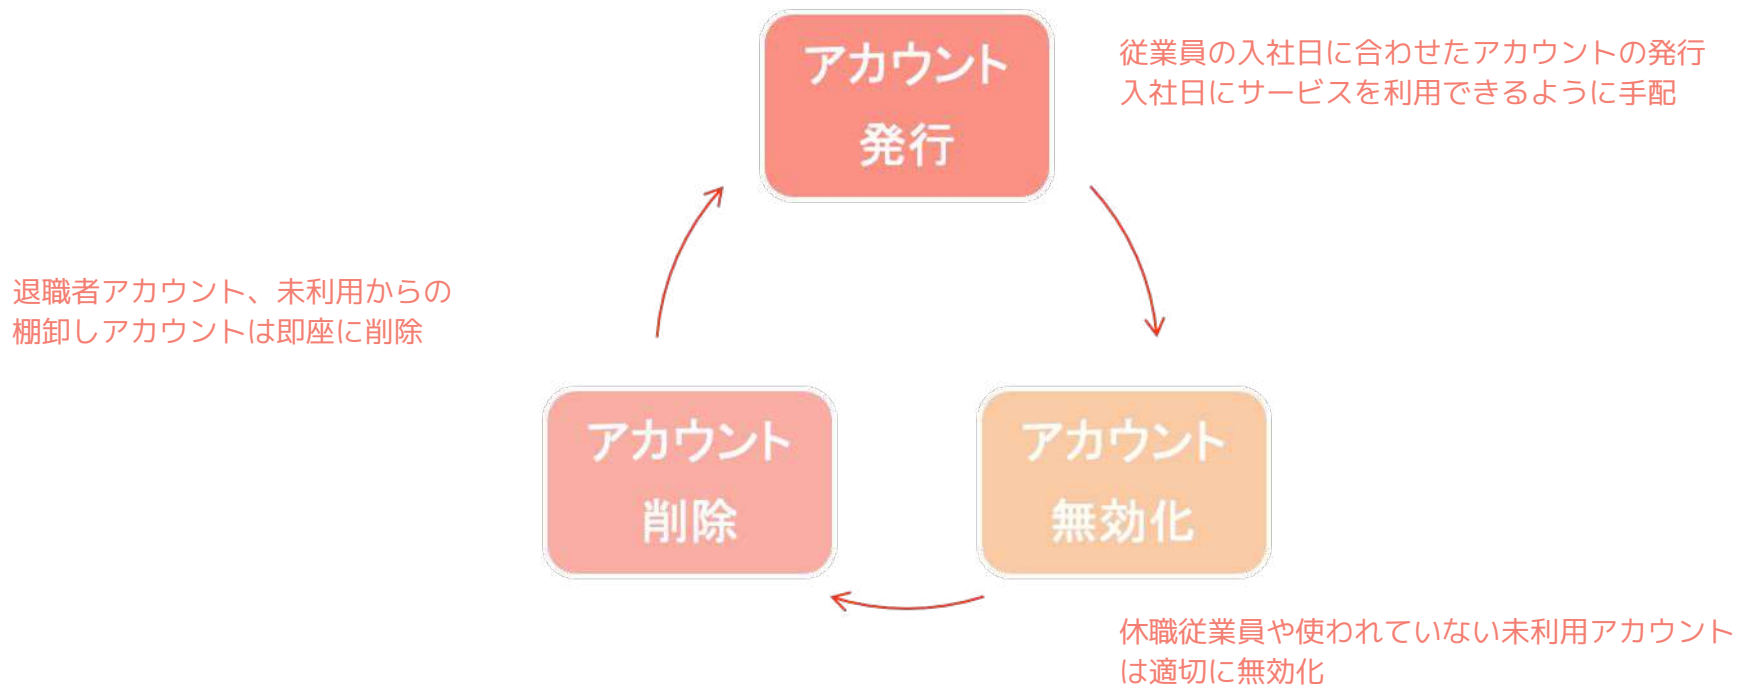 アカウント
発行
従業員の入社日に合わせたアカウントの発行
入社日にサービスを利用できるように手配
退職者アカウント、未利用からの
棚卸しアカウントは即座に削除
アカウント
削除
アカウント
無効化
休職従業員や使われていない未利用アカウント
は適切に無効化